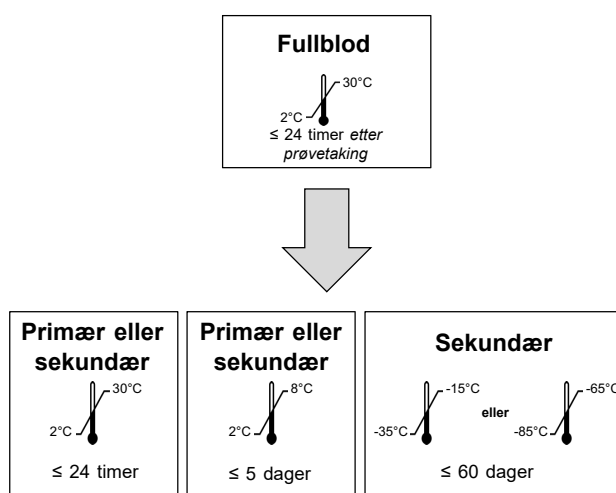 Fullblod
30°C
2°C
≤ 24 timer etter
prøvetaking
Primær eller
sekundær
30°C
2°C
≤ 24 timer
Primær eller
sekundær
8°C
2°C
≤ 5 dager
Sekundær
-15°C
-35°C
eller
-65°C
-85°C
≤ 60 dager